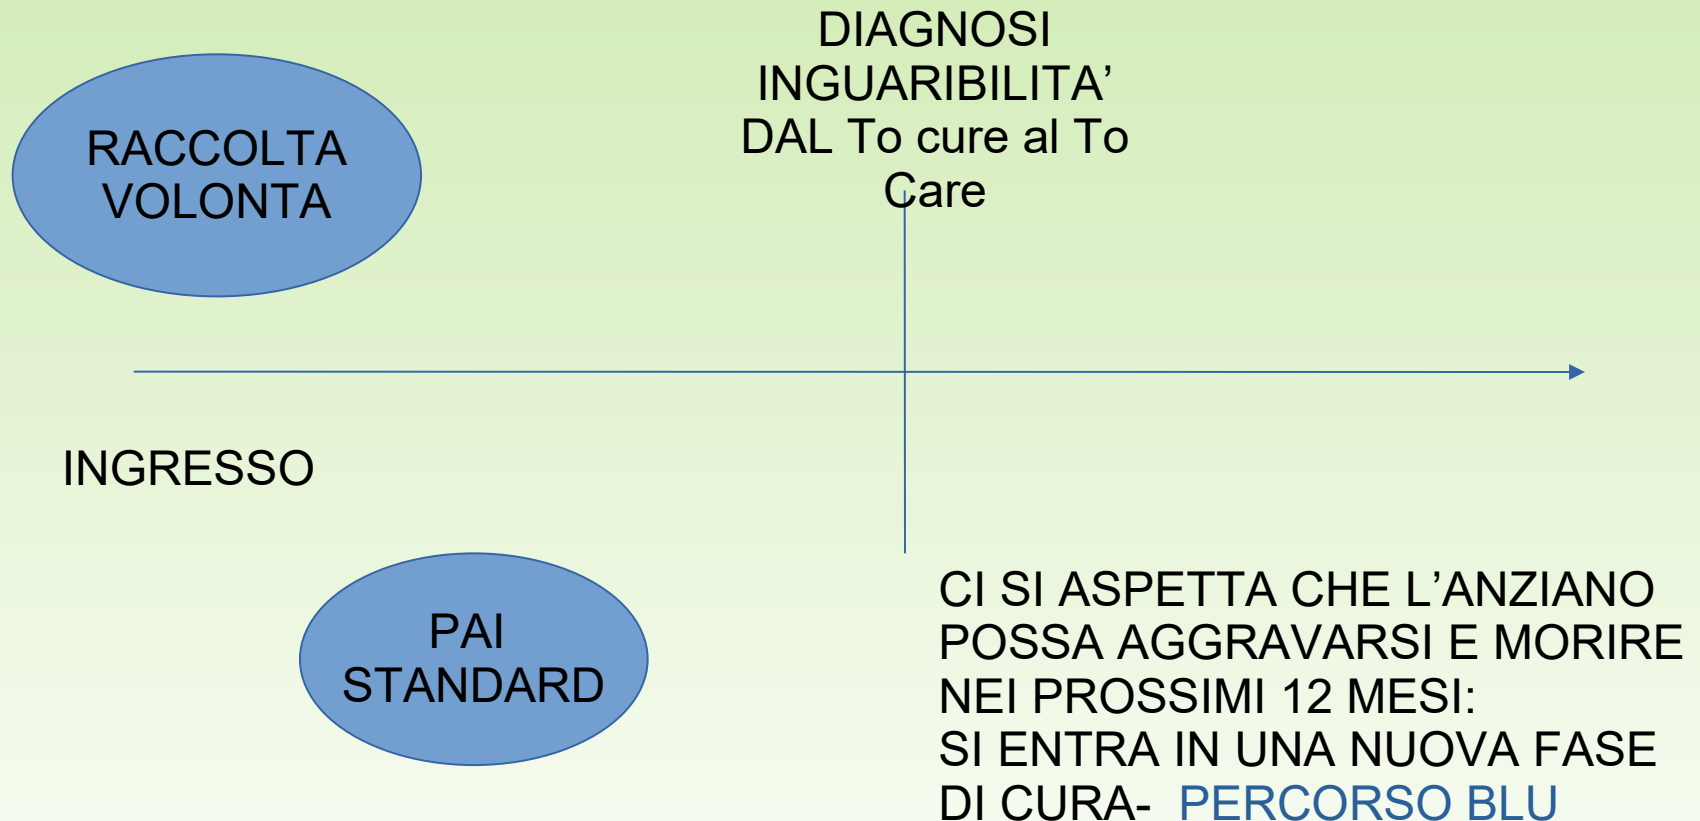 DIAGNOSI
INGUARIBILITA’
DAL To cure al To
Care
RACCOLTA
VOLONTA
INGRESSO
PAI
STANDARD
CI SI ASPETTA CHE L’ANZIANO
POSSA AGGRAVARSI E MORIRE
NEI PROSSIMI 12 MESI:
SI ENTRA IN UNA NUOVA FASE
DI CURA- PERCORSO BLU